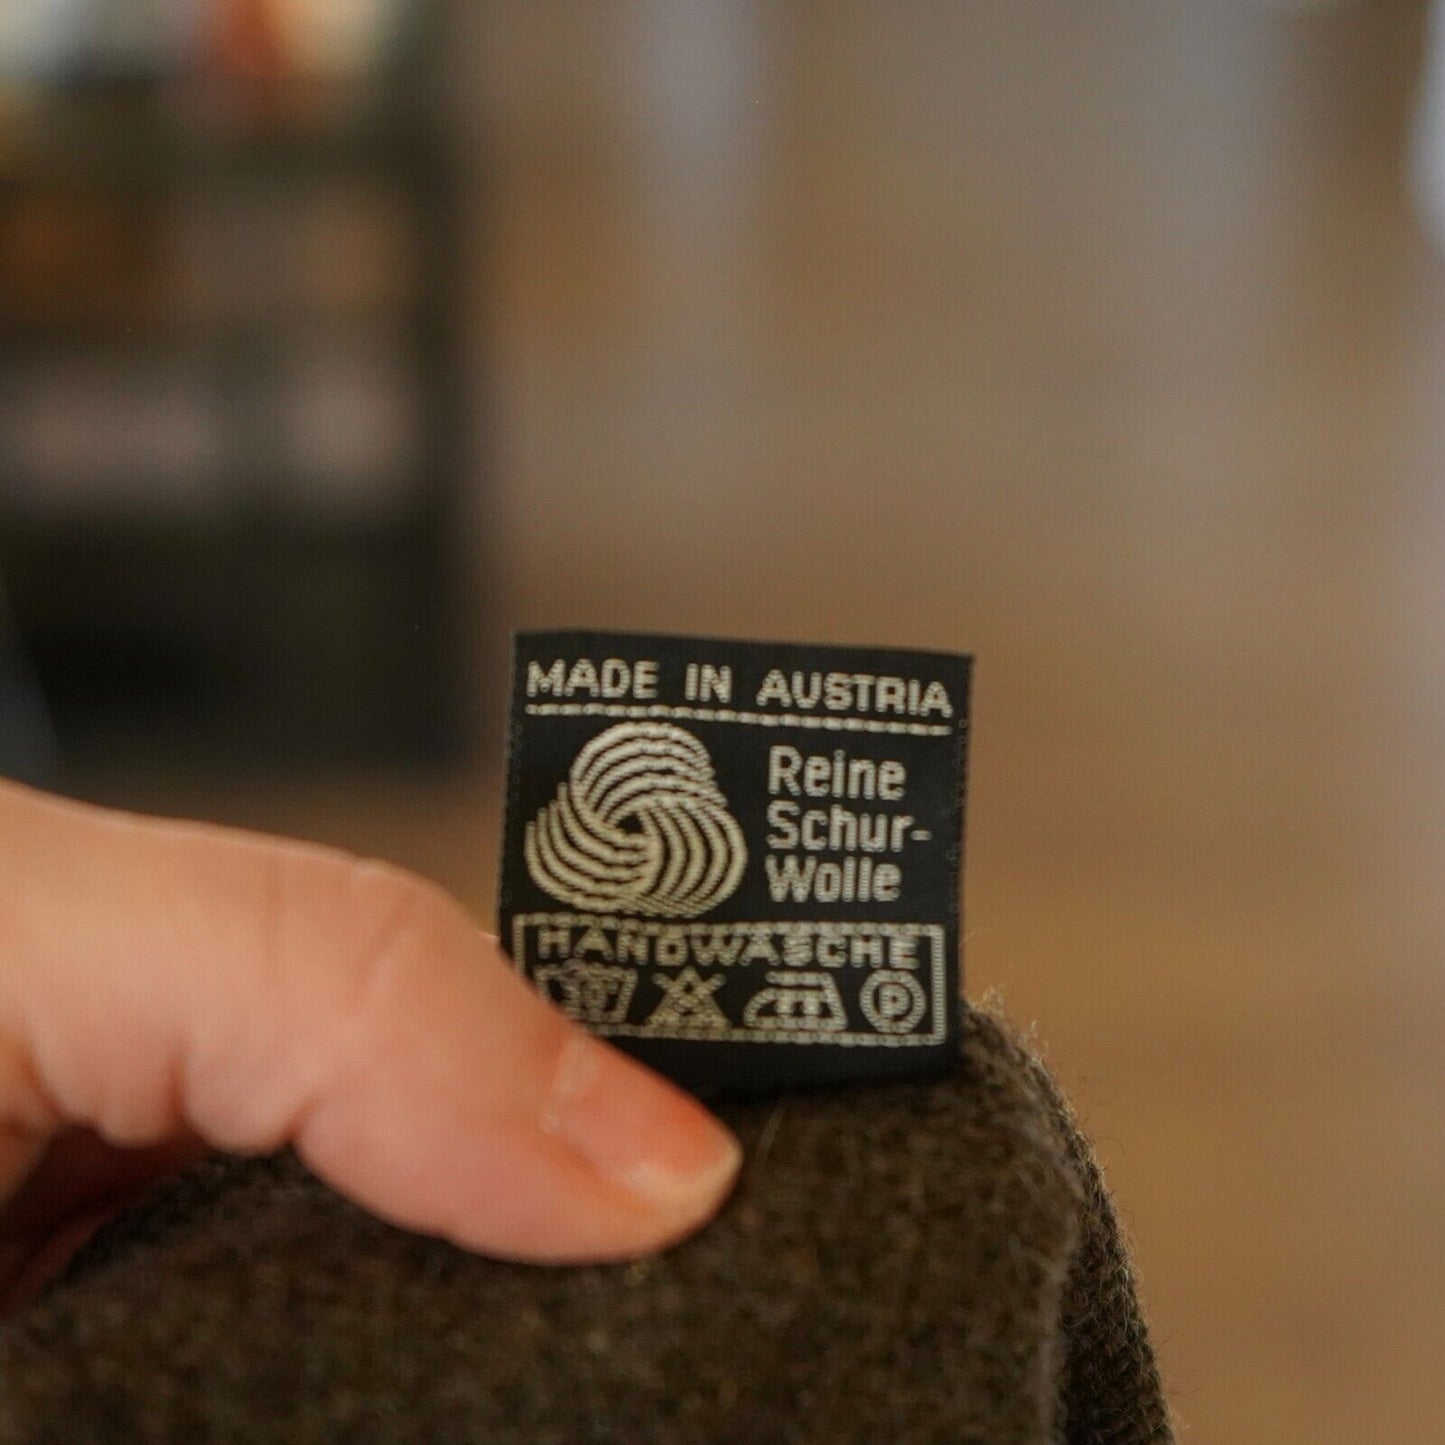 MADE IN AUSTRIA
Reine
Schur-
Wolle
HANDWÄSCHE
P